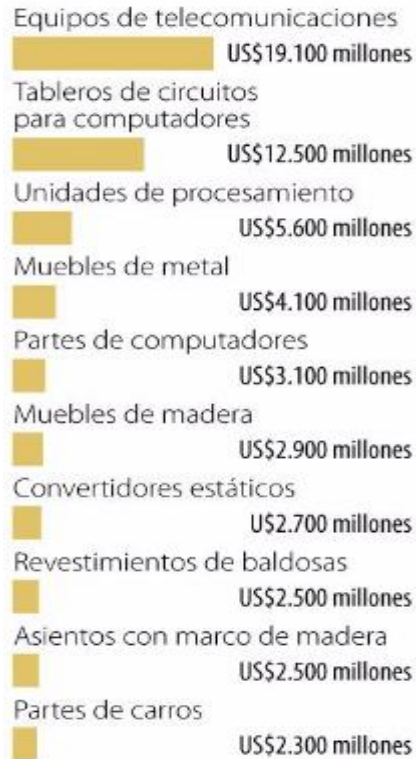 Equipos de telecomunicaciones
US$19.100 millones
Tableros de circuitos
para computadores
US$12.500 millones
Unidades de procesamiento
US$5.600 millones
Muebles de metal
US$4.100 millones
Partes de computadores
US$3.100 millones
Muebles de madera
US$2.900 millones
Convertidores estáticos
U$2.700 millones
Revestimientos de baldosas
US$2.500 millones
Asientos con marco de madera
US$2.500 millones
Partes de carros
US$2.300 millones